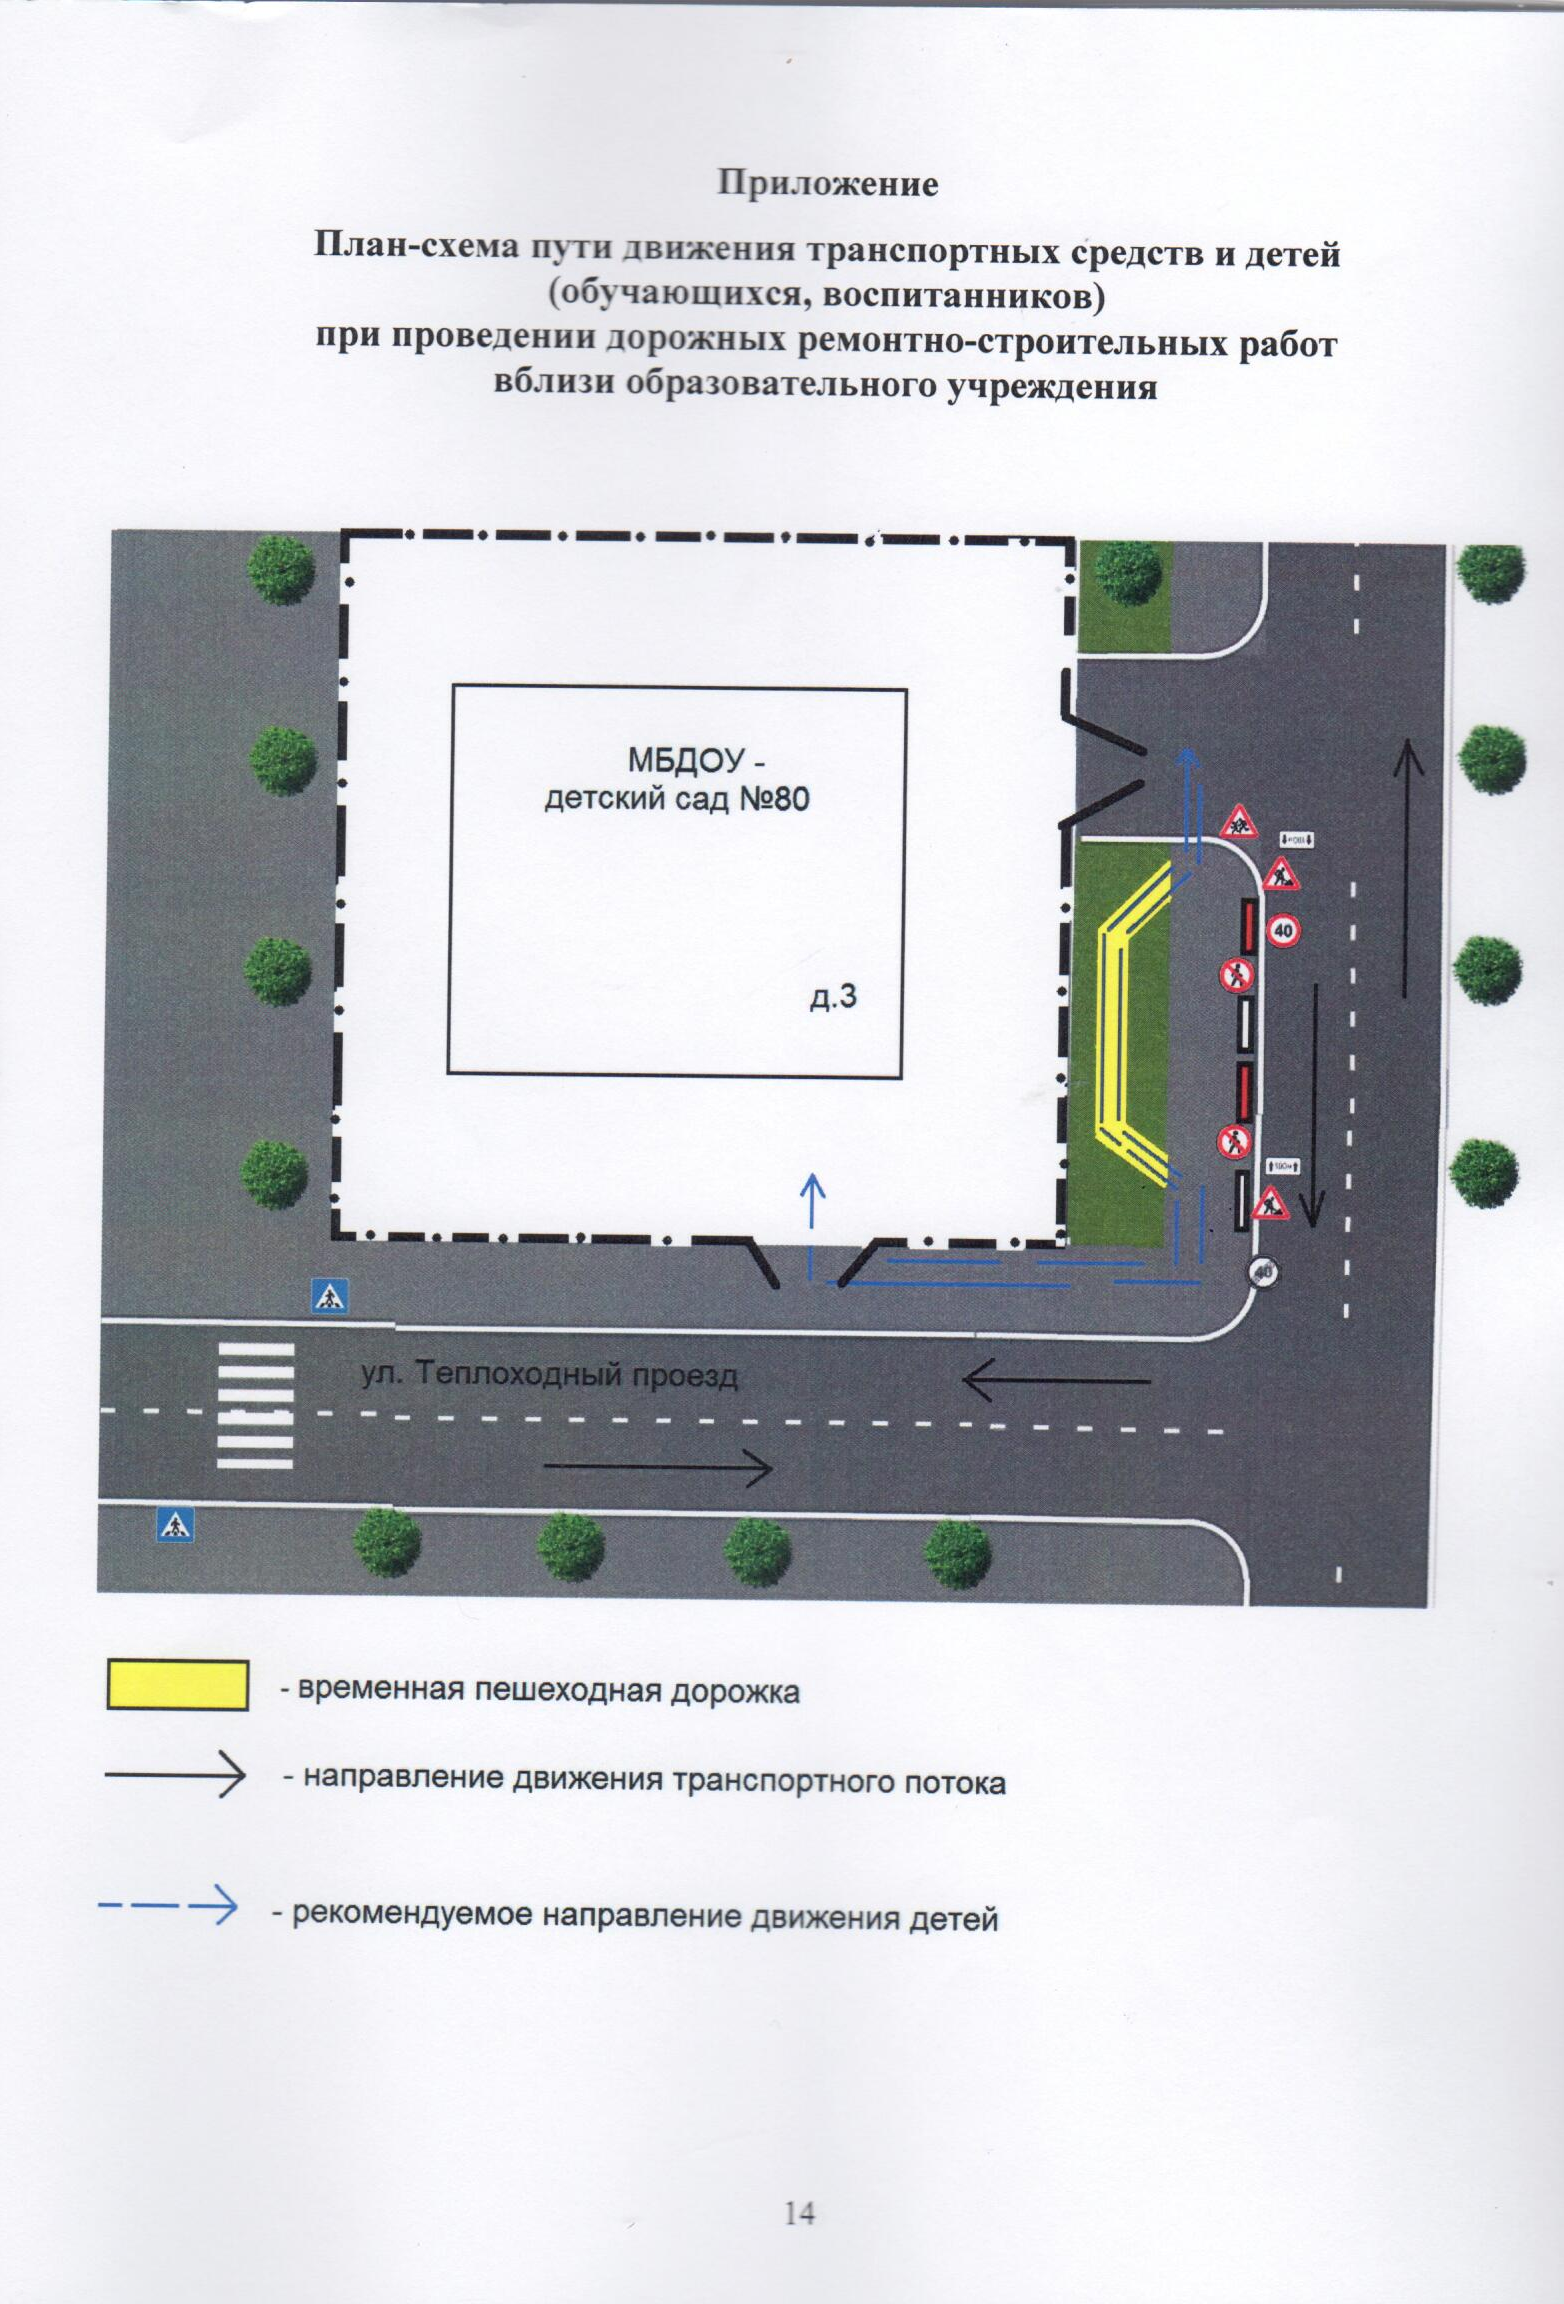 Приложение
План-схема пути движения транспортных средств и детей
(обучающихся, воспитанников)
при проведении дорожных ремонтно-строительных работ
вблизи образовательного учреждения
МБДОУ -
детский сад №80
д.3
40
40
ул. Теплоходный проезд
- временная пешеходная дорожка
- направление движения транспортного потока
- рекомендуемое направление движения детей
14